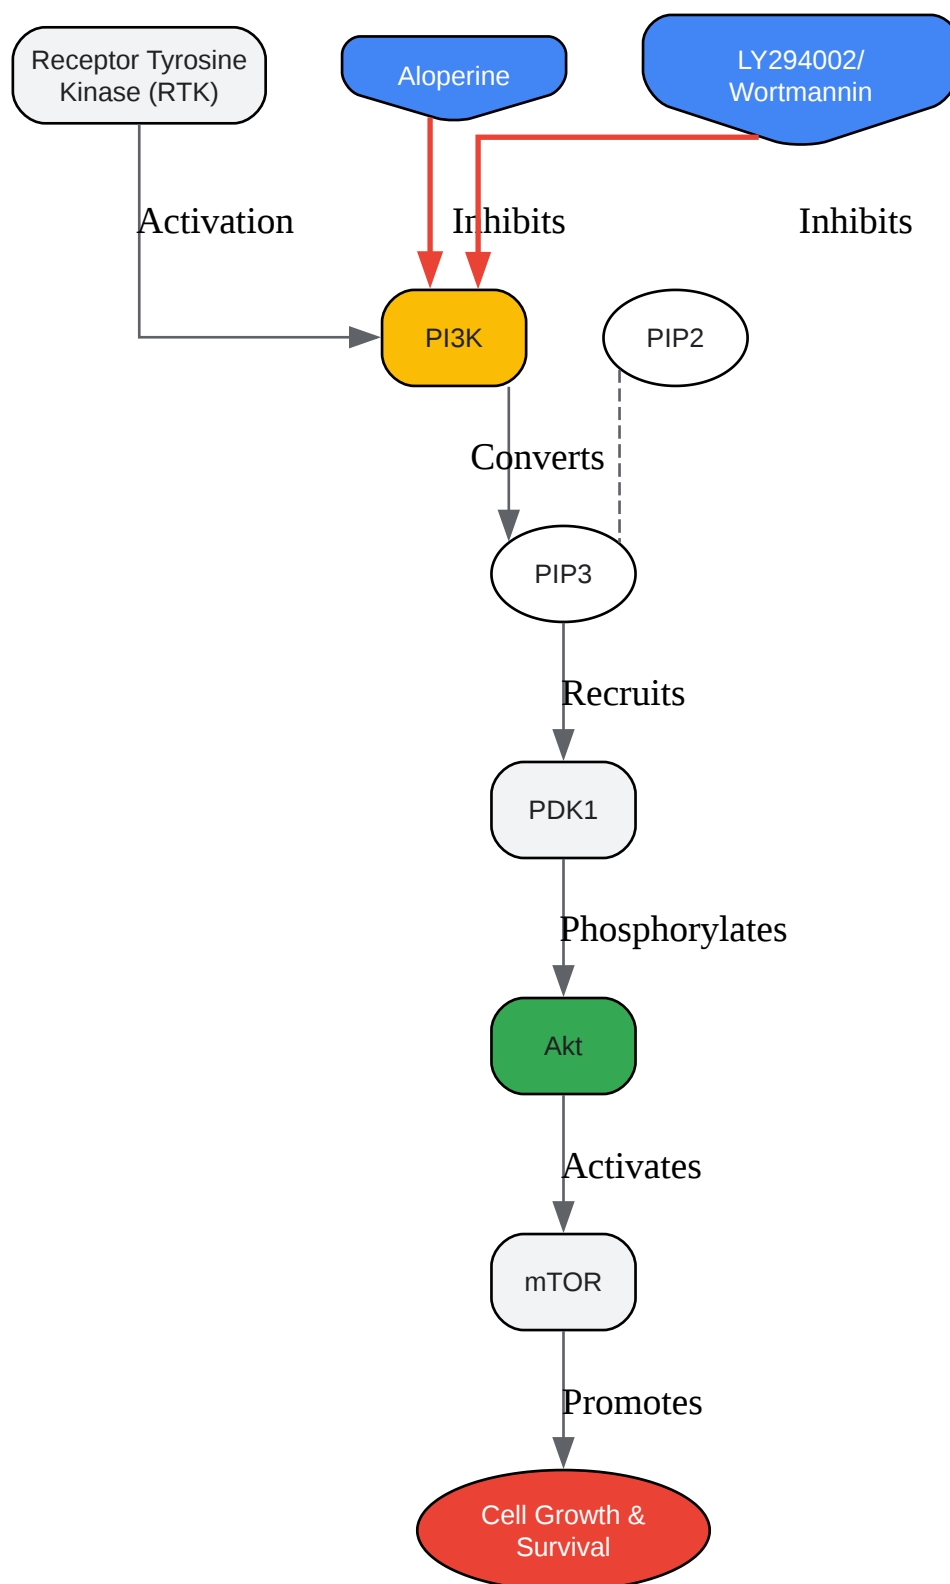 Receptor Tyrosine
Kinase (RTK)
Aloperine
LY294002/
Wortmannin
Activation
Inhibits
Inhibits
PI3K
PIP2
Converts
PIP3
Recruits
PDK1
Phosphorylates
Akt
Activates
mTOR
Promotes
Cell Growth &
Survival